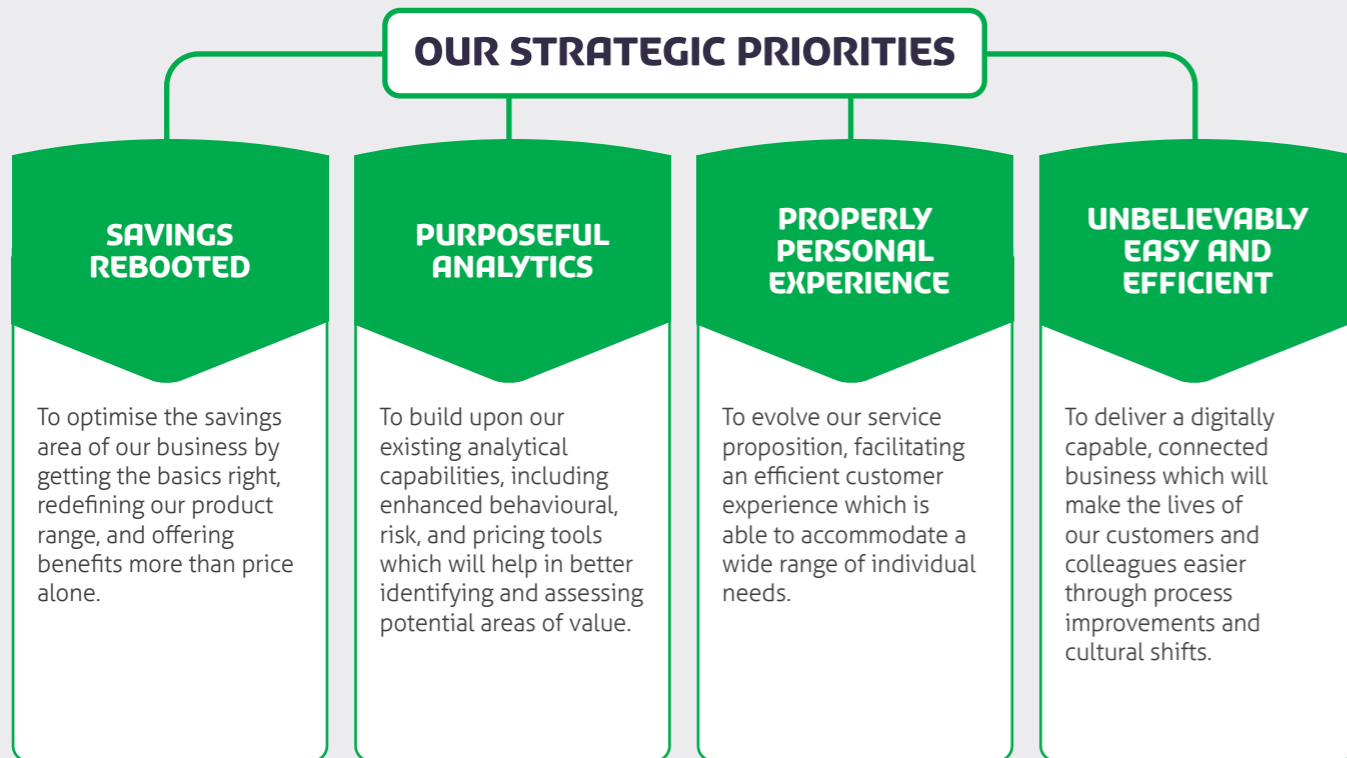 OUR STRATEGIC PRIORITIES
SAVINGS
REBOOTED
To optimise the savings
area of our business by
getting the basics right,
redefining our product
range, and offering
benefits more than price
alone.
PURPOSEFUL
ANALYTICS
To build upon our
existing analytical
capabilities, including
enhanced behavioural,
risk, and pricing tools
which will help in better
identifying and assessing
potential areas of value.
PROPERLY
PERSONAL
EXPERIENCE
To evolve our service
proposition, facilitating
an efficient customer
experience which is
able to accommodate a
wide range of individual
needs.
UNBELIEVABLY
EASY AND
EFFICIENT
To deliver a digitally
capable, connected
business which will
make the lives of
our customers and
colleagues easier
through process
improvements and
cultural shifts.